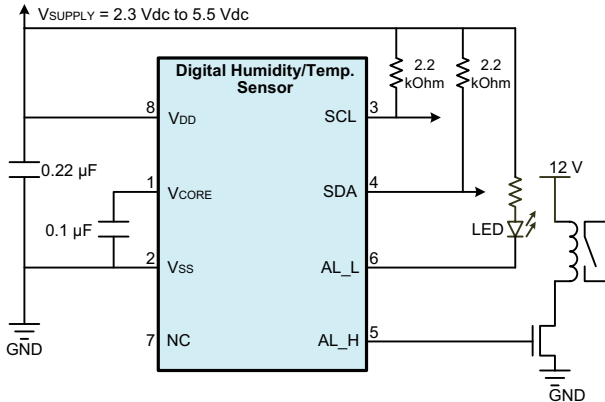 VSUPPLY = 2.3 Vdc to 5.5 Vdc
Digital Humidity/Temp.
Sensor
2.2
kOhm
2.2
kOhm
8
VDD
SCL
3
0.22 µF
1
VCORE
SDA
4
12 V
0.1 µF
LED
2
VSS
AL_L
6
7
NC
AL_H
5
GND
GND